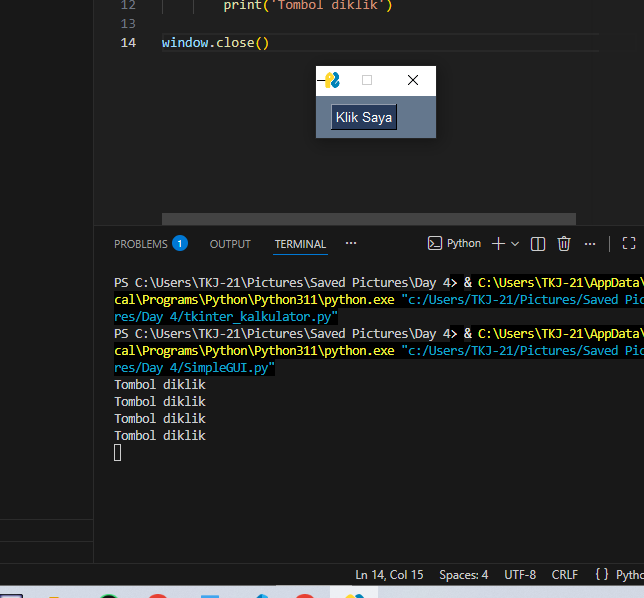 12 print('Tombol diklik')
13
14 window.close()
Klik Saya
PROBLEMS 1 OUTPUT TERMINAL ··· Python ···
PS C:\Users\TKJ-21\Pictures\Saved Pictures\Day 4> & C:\Users\TKJ-21\AppData\
cal\Programs\Python\Python311\python.exe "c:/Users/TKJ-21/Pictures/Saved Pic
res/Day 4/tkinter_kalkulator.py"
PS C:\Users\TKJ-21\Pictures\Saved Pictures\Day 4> & C:\Users\TKJ-21\AppData\
cal\Programs\Python\Python311\python.exe "c:/Users/TKJ-21/Pictures/Saved Pic
res/Day 4/SimpleGUI.py"
Tombol diklik
Tombol diklik
Tombol diklik
Tombol diklik
Ln 14, Col 15 Spaces: 4 UTF-8 CRLF {} Pytho